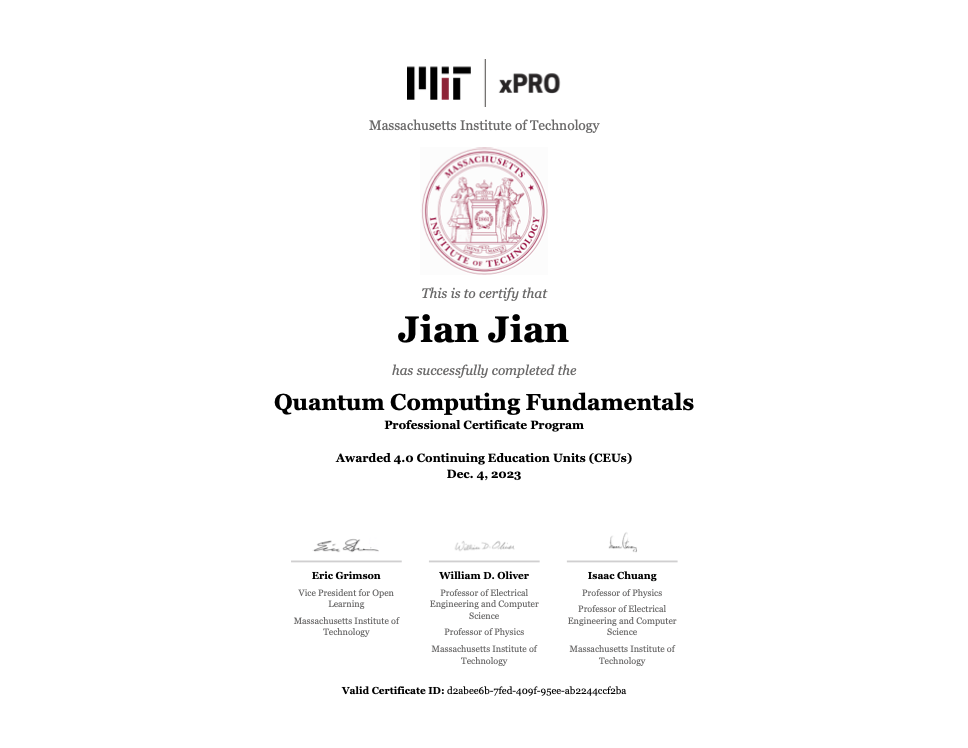 MIT xPRO
Massachusetts Institute of Technology
MASSACHUSETTS
INSTITUTE OF TECHNOLOGY
This is to certify that
Jian Jian
has successfully completed the
Quantum Computing Fundamentals
Professional Certificate Program
Awarded 4.0 Continuing Education Units (CEUs)
Dec. 4, 2023
William D. Oliver
Eric Grimson
Vice President for Open
Learning
Massachusetts Institute of
Technology
William D. Oliver
Professor of Electrical
Engineering and Computer
Science
Professor of Physics
Massachusetts Institute of
Technology
Isaac Chuang
Professor of Physics
Professor of Electrical
Engineering and Computer
Science
Massachusetts Institute of
Technology
Valid Certificate ID: d2abee6b-7fed-409f-95ee-ab2244ccf2ba